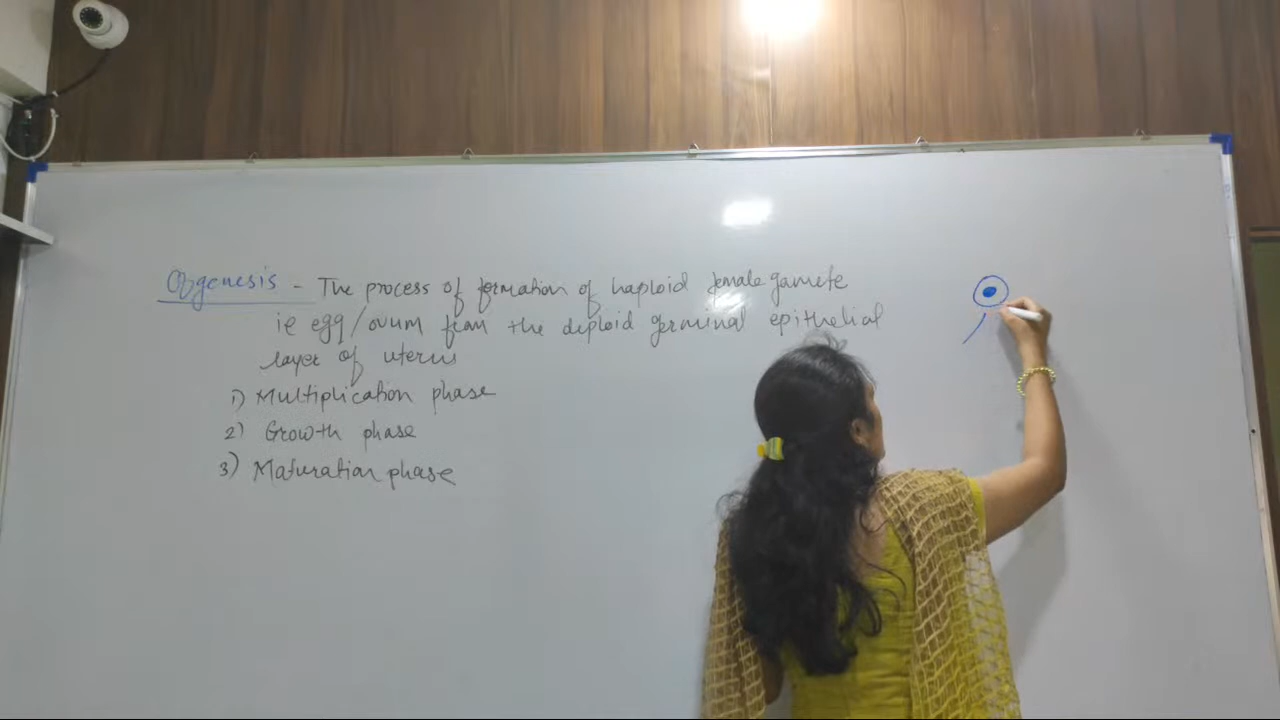 Oogenesis - The process of formation of haploid female gamete
ie egg/ovum from the diploid germinal epithelial
layer of uterus
1) Multiplication phase
2) Growth phase
3) Maturation phase